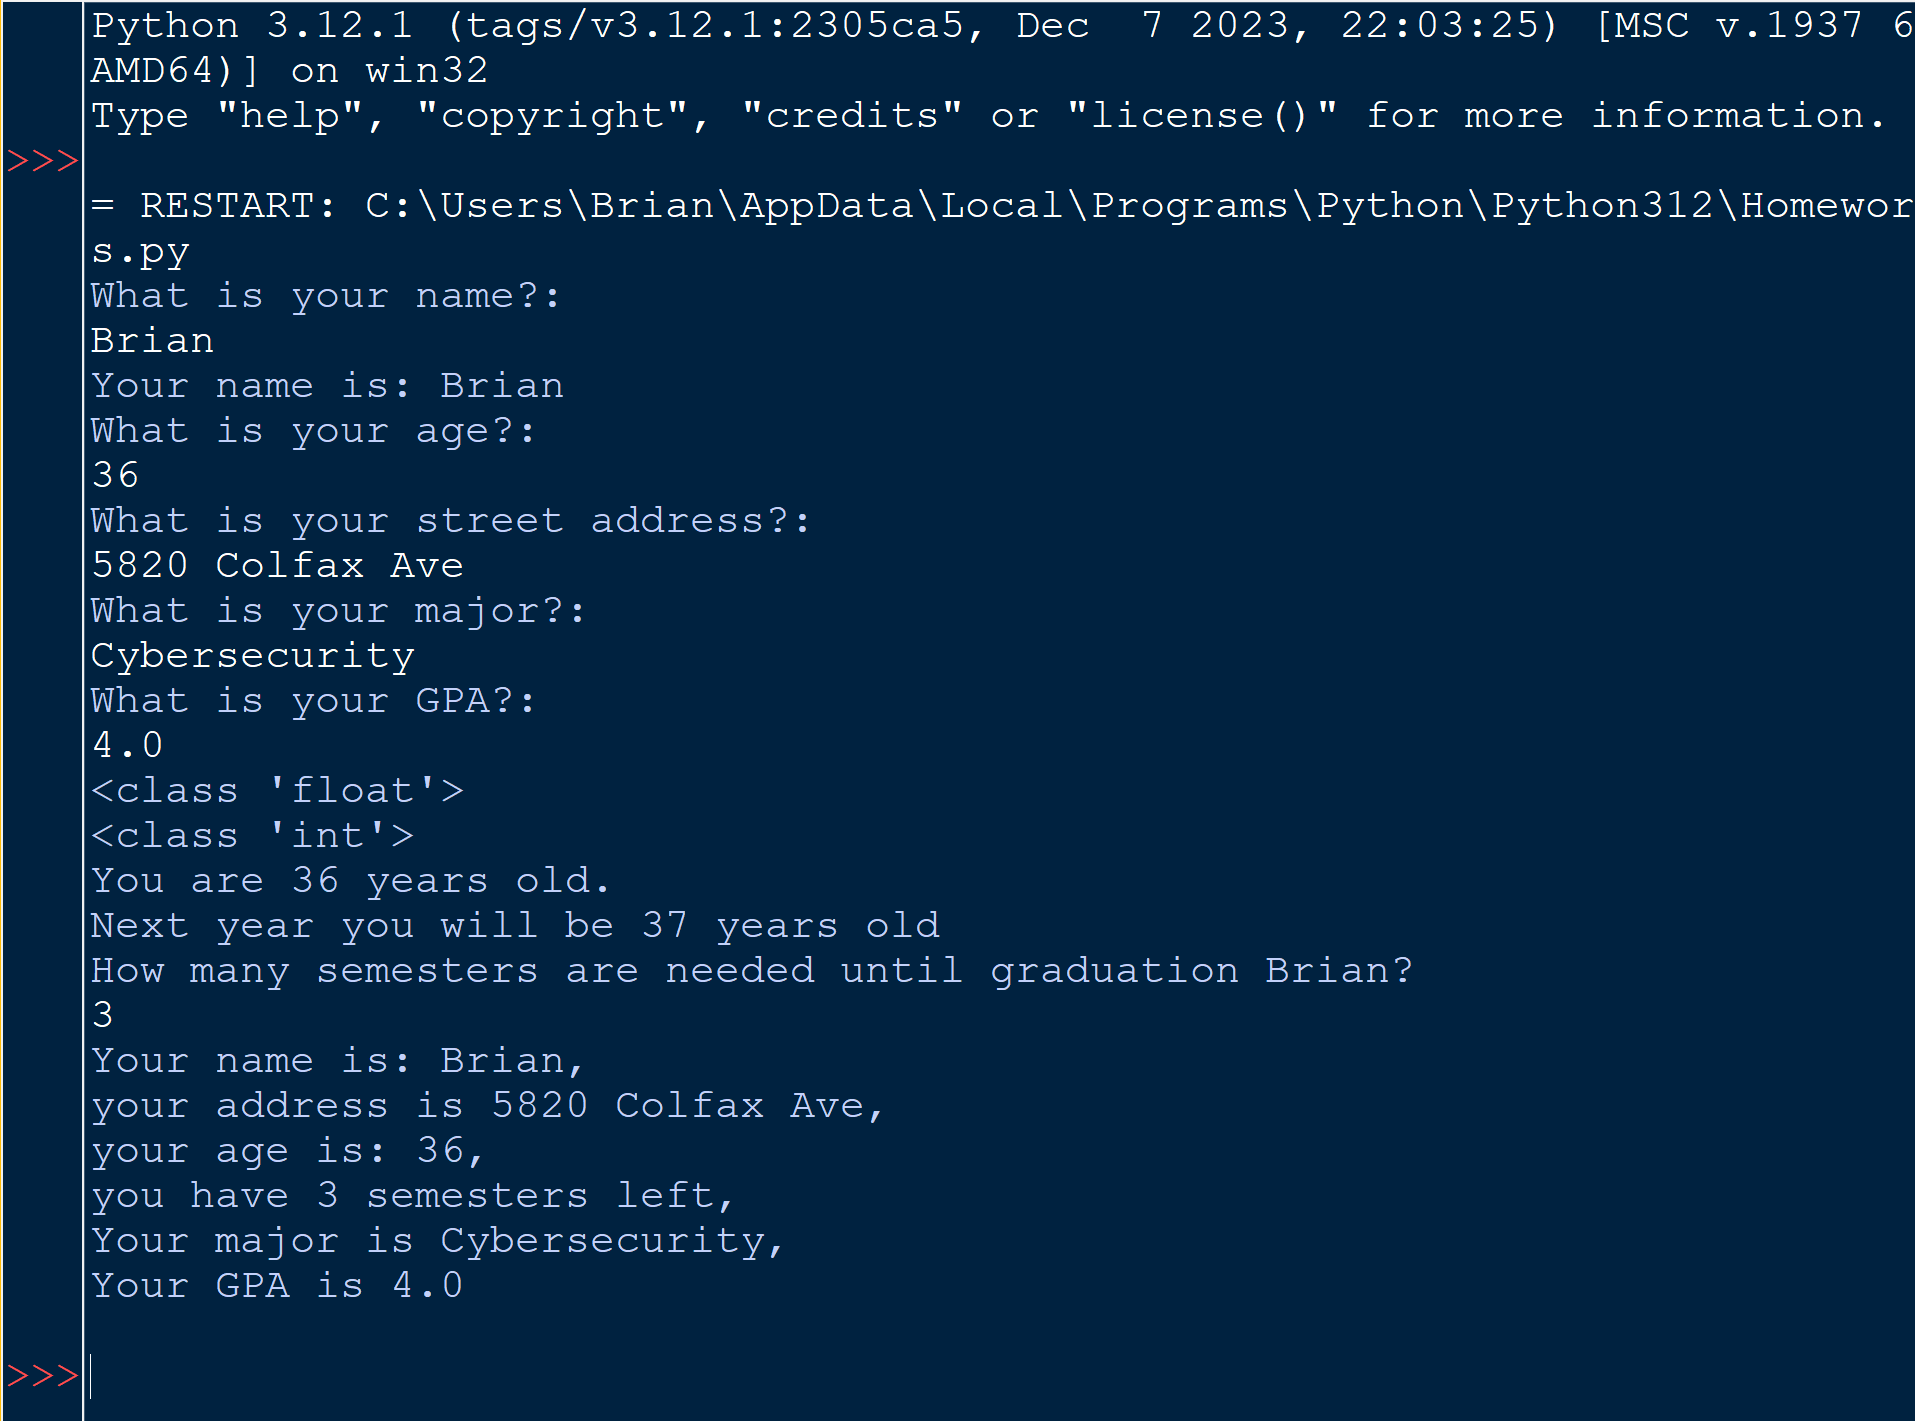 Python 3.12.1 (tags/v3.12.1:2305ca5, Dec  7 2023, 22:03:25) [MSC v.1937 6
AMD64)] on win32
Type "help", "copyright", "credits" or "license()" for more information.
>>>
= RESTART: C:\Users\Brian\AppData\Local\Programs\Python\Python312\Homewor
s.py
What is your name?:
Brian
Your name is: Brian
What is your age?:
36
What is your street address?:
5820 Colfax Ave
What is your major?:
Cybersecurity
What is your GPA?:
4.0
<class 'float'>
<class 'int'>
You are 36 years old.
Next year you will be 37 years old
How many semesters are needed until graduation Brian?
3
Your name is: Brian,
your address is 5820 Colfax Ave,
your age is: 36,
you have 3 semesters left,
Your major is Cybersecurity,
Your GPA is 4.0
>>>